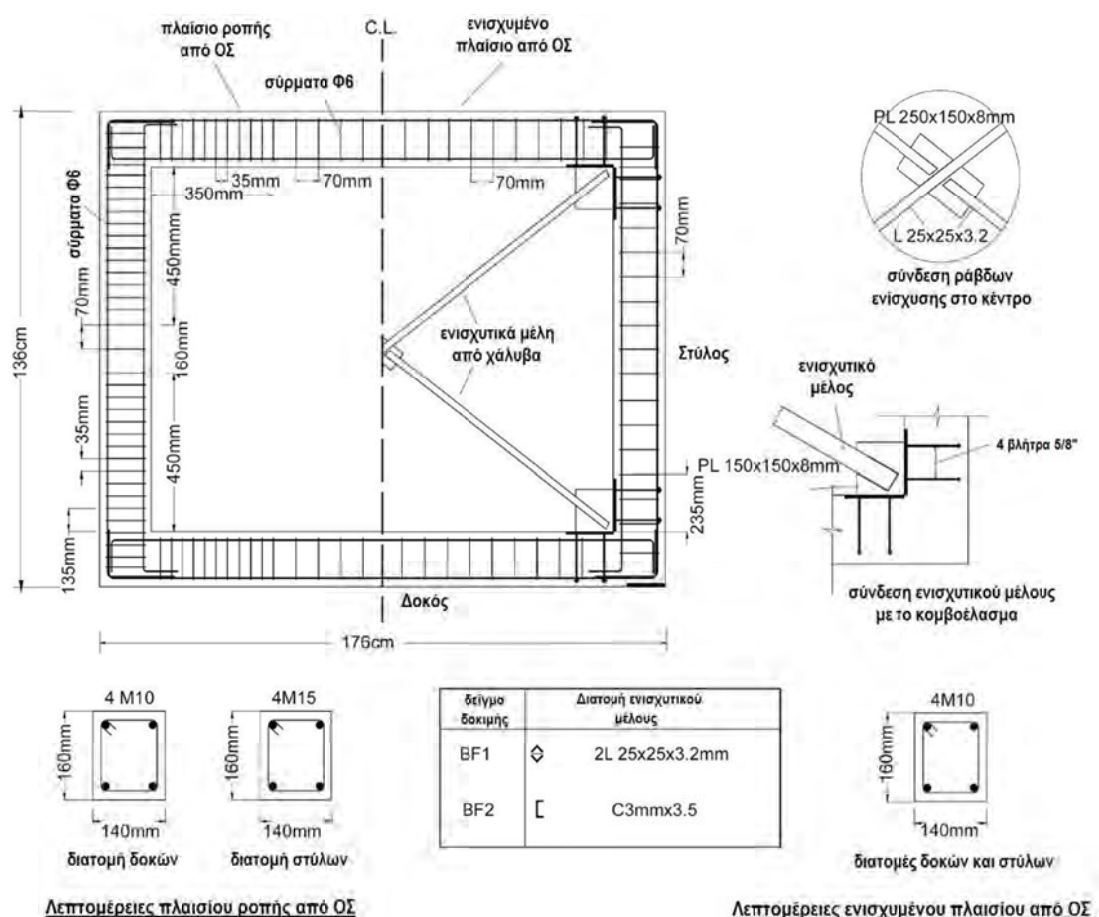 πλαίσιο ροπής
από ΟΣ
C.L.
ενισχυμένο
πλαίσιο από ΟΣ
σύρματα Φ6
35mm
70mm
70mm
350mm
σύρματα Φ6
450mmm
70mm
70mm
160mm
136cm
ενισχυτικά μέλη
από χάλυβα
Στύλος
35mm
450mm
PL 150x150x8mm
235mm
135mm
Δοκός
176cm
PL 250x150x8mm
L 25x25x3.2
σύνδεση ράβδων
ενίσχυσης στο κέντρο
ενισχυτικό
μέλος
4 βλήτρα 5/8"
σύνδεση ενισχυτικού μέλους
με το κομβοέλασμα
4 M10
160mm
140mm
διατομή δοκών
4M15
160mm
140mm
διατομή στύλων
Λεπτομέρειες πλαισίου ροπής από ΟΣ
δείγμα
δοκιμής
Διατομή ενισχυτικού
μέλους
BF1 2L 25x25x3.2mm
BF2 C3mmx3.5
4M10
160mm
140mm
διατομές δοκών και στύλων
Λεπτομέρειες ενισχυμένου πλαισίου από ΟΣ